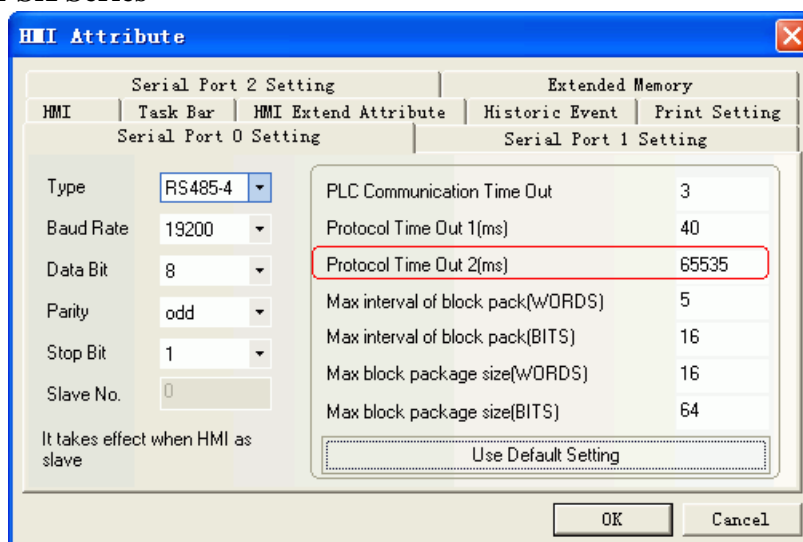 SH Series
HMI Attribute
Serial Port 2 Setting Extended Memory
HMI Task Bar HMI Extend Attribute Historic Event Print Setting
Serial Port 0 Setting Serial Port 1 Setting
Type RS485-4 PLC Communication Time Out 3
Baud Rate 19200 Protocol Time Out 1(ms) 40
Data Bit 8 Protocol Time Out 2(ms) 65535
Parity odd Max interval of block pack(WORDS) 5
Stop Bit 1 Max interval of block pack(BITS) 16
Slave No. 0 Max block package size(WORDS) 16
Max block package size(BITS) 64
It takes effect when HMI as
slave
Use Default Setting
OK Cancel